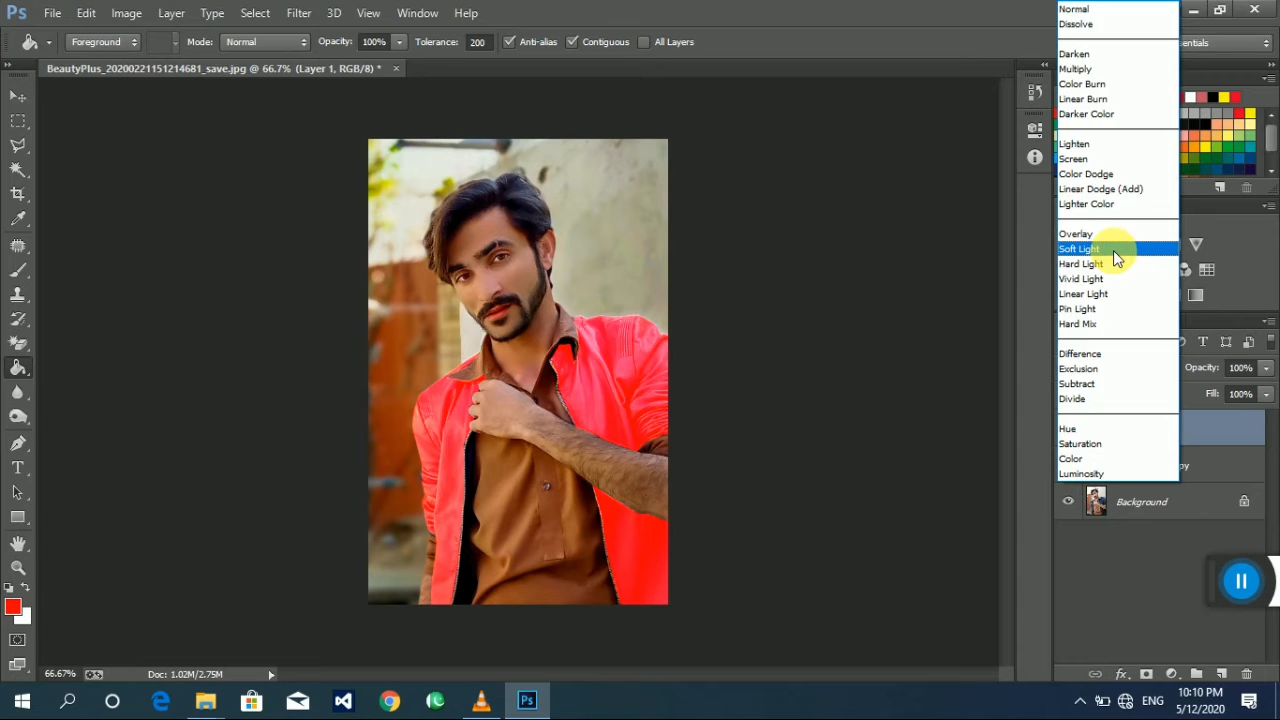 Ps File Edit Image Layer Type Select Filter 3D View Window Help
Foreground Mode: Normal Opacity: 100% Tolerance: 20 Anti-alias Contiguous All Layers
BeautyPlus_20200221151214681_save.jpg @ 66.7% (Layer 1, RG
Normal
Dissolve
Darken
Multiply
Color Burn
Linear Burn
Darker Color
Lighten
Screen
Color Dodge
Linear Dodge (Add)
Lighter Color
Overlay
Soft Light
Hard Light
Vivid Light
Linear Light
Pin Light
Hard Mix
Difference
Exclusion
Subtract
Divide
Hue
Saturation
Color
Luminosity
entials
Opacity: 100%
Fill: 100%
py
Background
66.67% Doc: 1.02M/2.75M
ENG
10:10 PM
5/12/2020